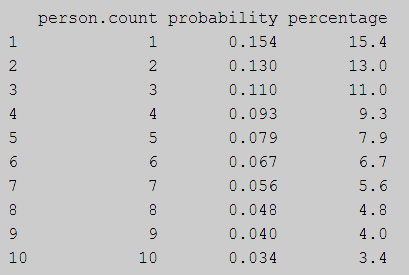 person.count probability percentage
1 1 0.154 15.4
2 2 0.130 13.0
3 3 0.110 11.0
4 4 0.093 9.3
5 5 0.079 7.9
6 6 0.067 6.7
7 7 0.056 5.6
8 8 0.048 4.8
9 9 0.040 4.0
10 10 0.034 3.4